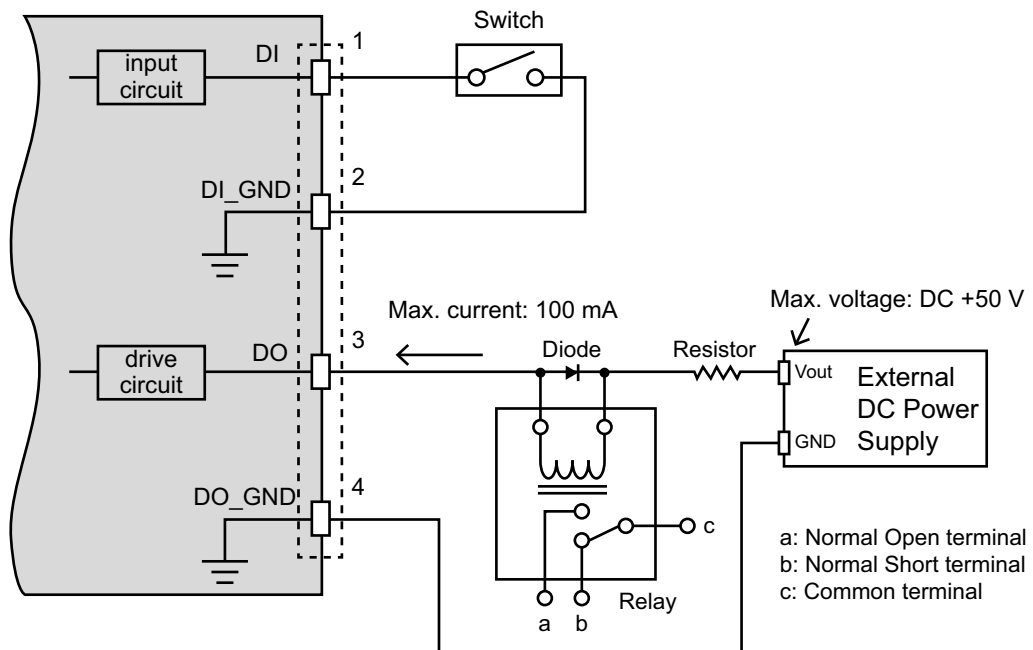 Switch
1
DI
input
circuit
2
DI_GND
Max. voltage: DC +50 V
Max. current: 100 mA
3
DO
Diode
Resistor
drive
circuit
Vout
External
DC Power
Supply
GND
4
DO_GND
c
a: Normal Open terminal
b: Normal Short terminal
c: Common terminal
Relay
a
b